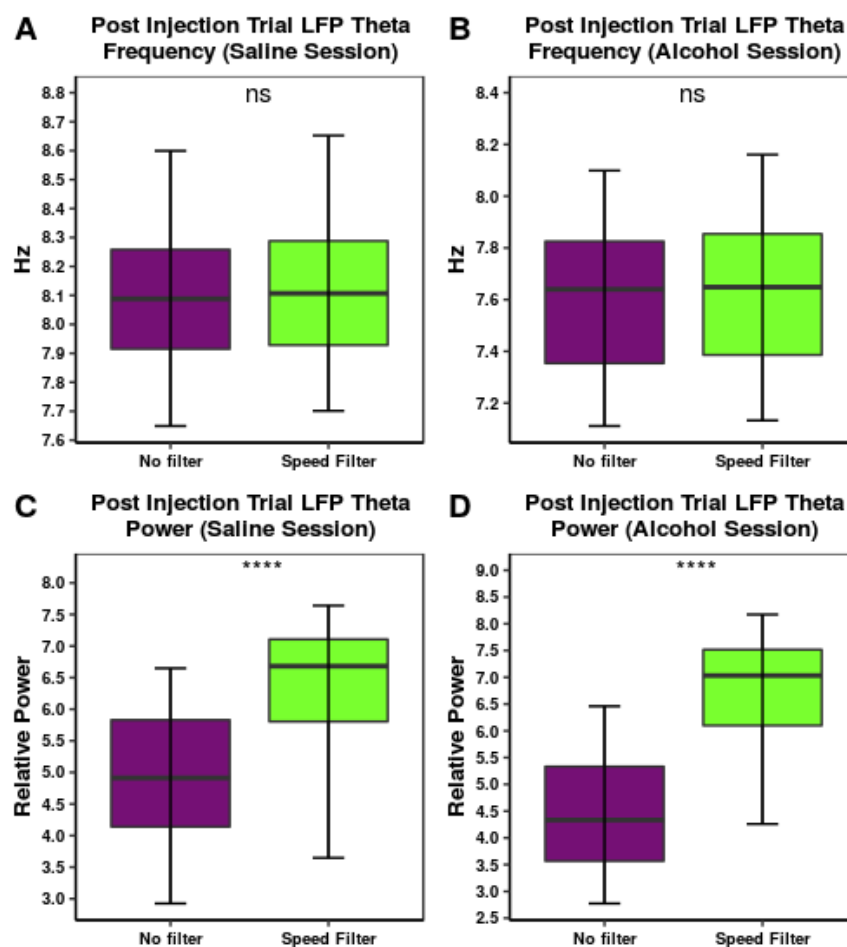 A
Post Injection Trial LFP Theta
Frequency (Saline Session)
ns
8.8
8.7
8.6
8.5
8.4
8.3
8.2
8.1
8.0
7.9
7.8
7.7
7.6
Hz
No filter
Speed Filter
B
Post Injection Trial LFP Theta
Frequency (Alcohol Session)
ns
8.4
8.2
8.0
7.8
7.6
7.4
7.2
Hz
No filter
Speed Filter
C
Post Injection Trial LFP Theta
Power (Saline Session)
****
8.0
7.5
7.0
6.5
6.0
5.5
5.0
4.5
4.0
3.5
3.0
Relative Power
No filter
Speed Filter
D
Post Injection Trial LFP Theta
Power (Alcohol Session)
****
9.0
8.5
8.0
7.5
7.0
6.5
6.0
5.5
5.0
4.5
4.0
3.5
3.0
2.5
Relative Power
No filter
Speed Filter